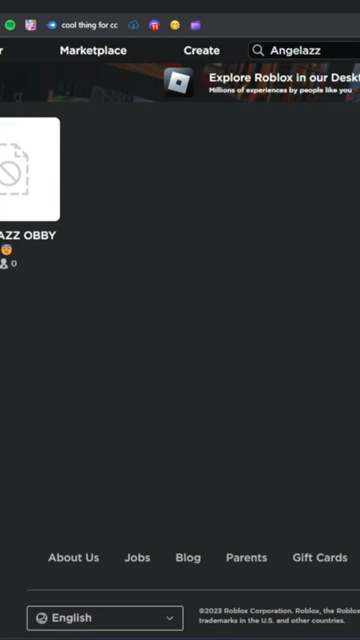 cool thing for cc
r Marketplace Create Angelazz
Explore Roblox in our Deskt
Millions of experiences by people like you
AZZ OBBY
0
About Us Jobs Blog Parents Gift Cards
English
©2023 Roblox Corporation. Roblox, the Roblox
trademarks in the U.S. and other countries.